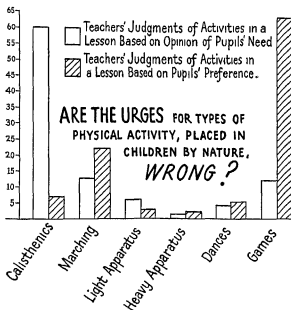 65
60
55
50
45
40
35
30
25
20
15
10
5
Teachers' Judgments of Activities in a
Lesson Based on Opinion of Pupils' Need
Teachers' Judgments of Activities in
a Lesson Based on Pupils' Preference.
ARE THE URGES FOR TYPES OF
PHYSICAL ACTIVITY, PLACED IN
CHILDREN BY NATURE,
WRONG?
Calisthenics
Marching
Light Apparatus
Heavy Apparatus
Dances
Games